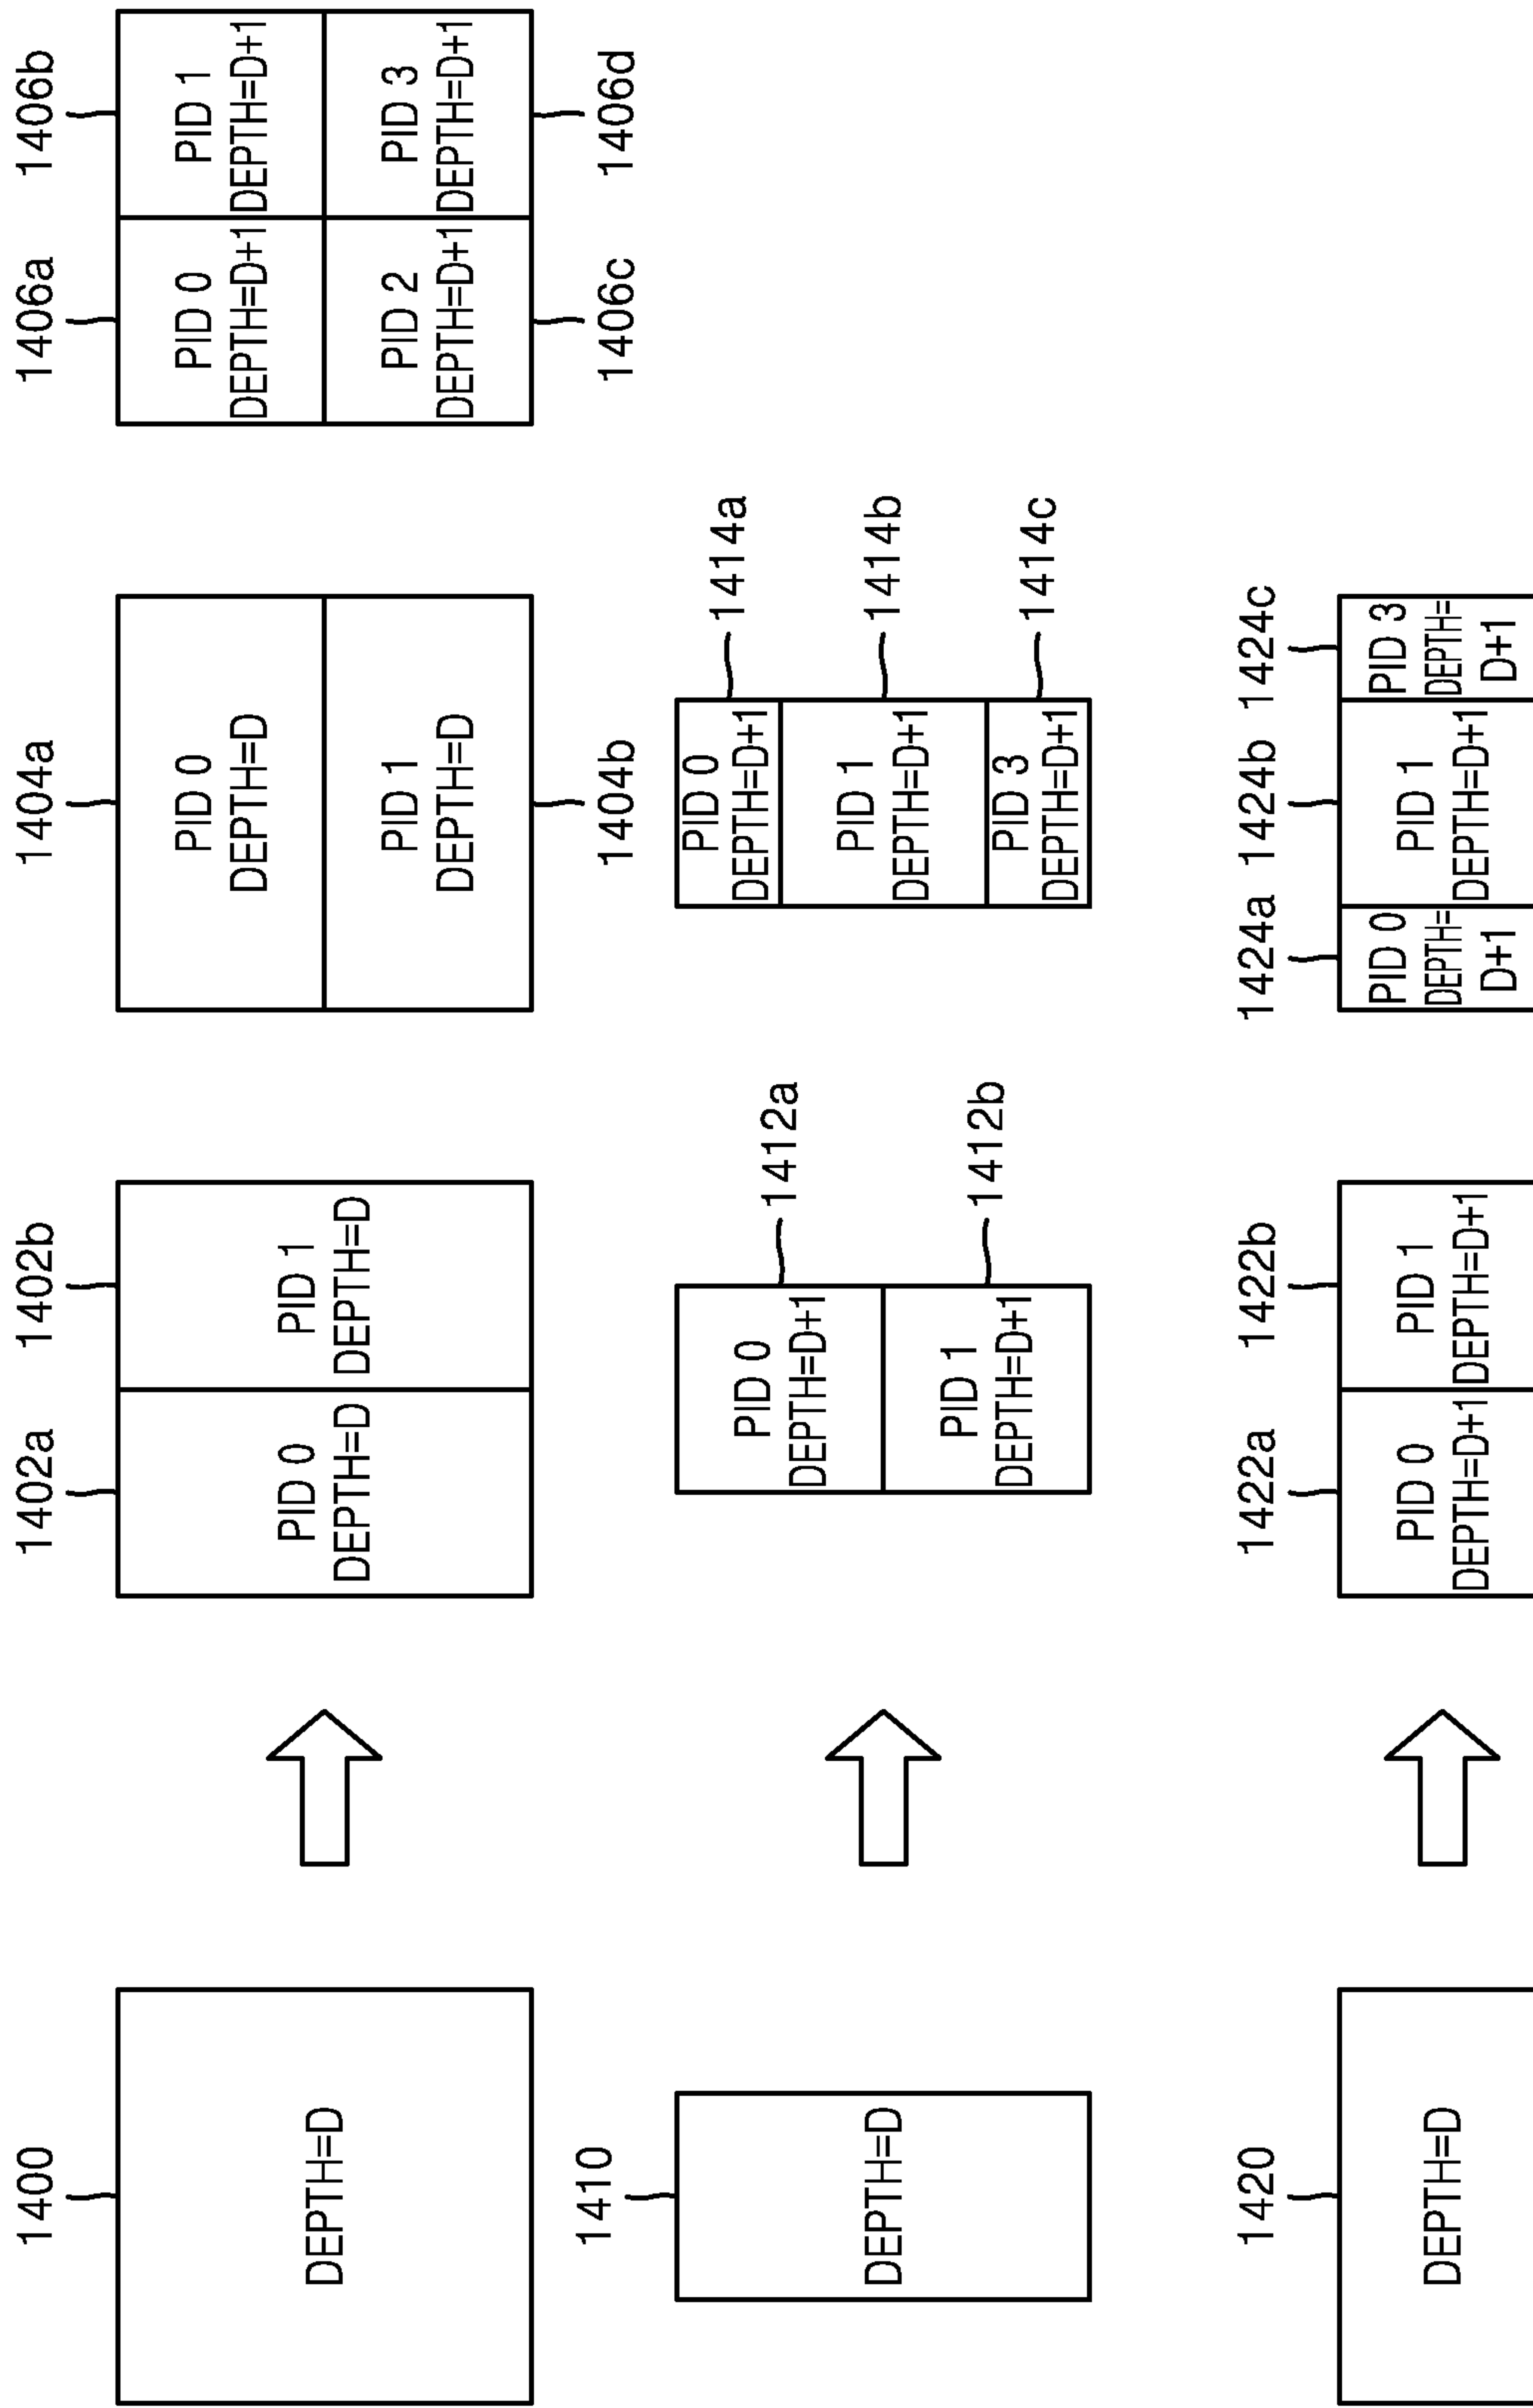 1400
DEPTH=D
1402a
1402b
PID 0
DEPTH=D
PID 1
DEPTH=D
1404a
PID 0
DEPTH=D
PID 1
DEPTH=D
1404b
1406a
1406b
PID 0
DEPTH=D+1
PID 1
DEPTH=D+1
PID 2
DEPTH=D+1
PID 3
DEPTH=D+1
1406c
1406d
1410
DEPTH=D
PID 0
DEPTH=D+1
1412a
PID 1
DEPTH=D+1
1412b
PID 0
DEPTH=D+1
1414a
PID 1
DEPTH=D+1
1414b
PID 3
DEPTH=D+1
1414c
1420
DEPTH=D
1422a
1422b
PID 0
DEPTH=D+1
PID 1
DEPTH=D+1
1424a
1424b
1424c
PID 0
DEPTH=
D+1
PID 1
DEPTH=D+1
PID 3
DEPTH=
D+1